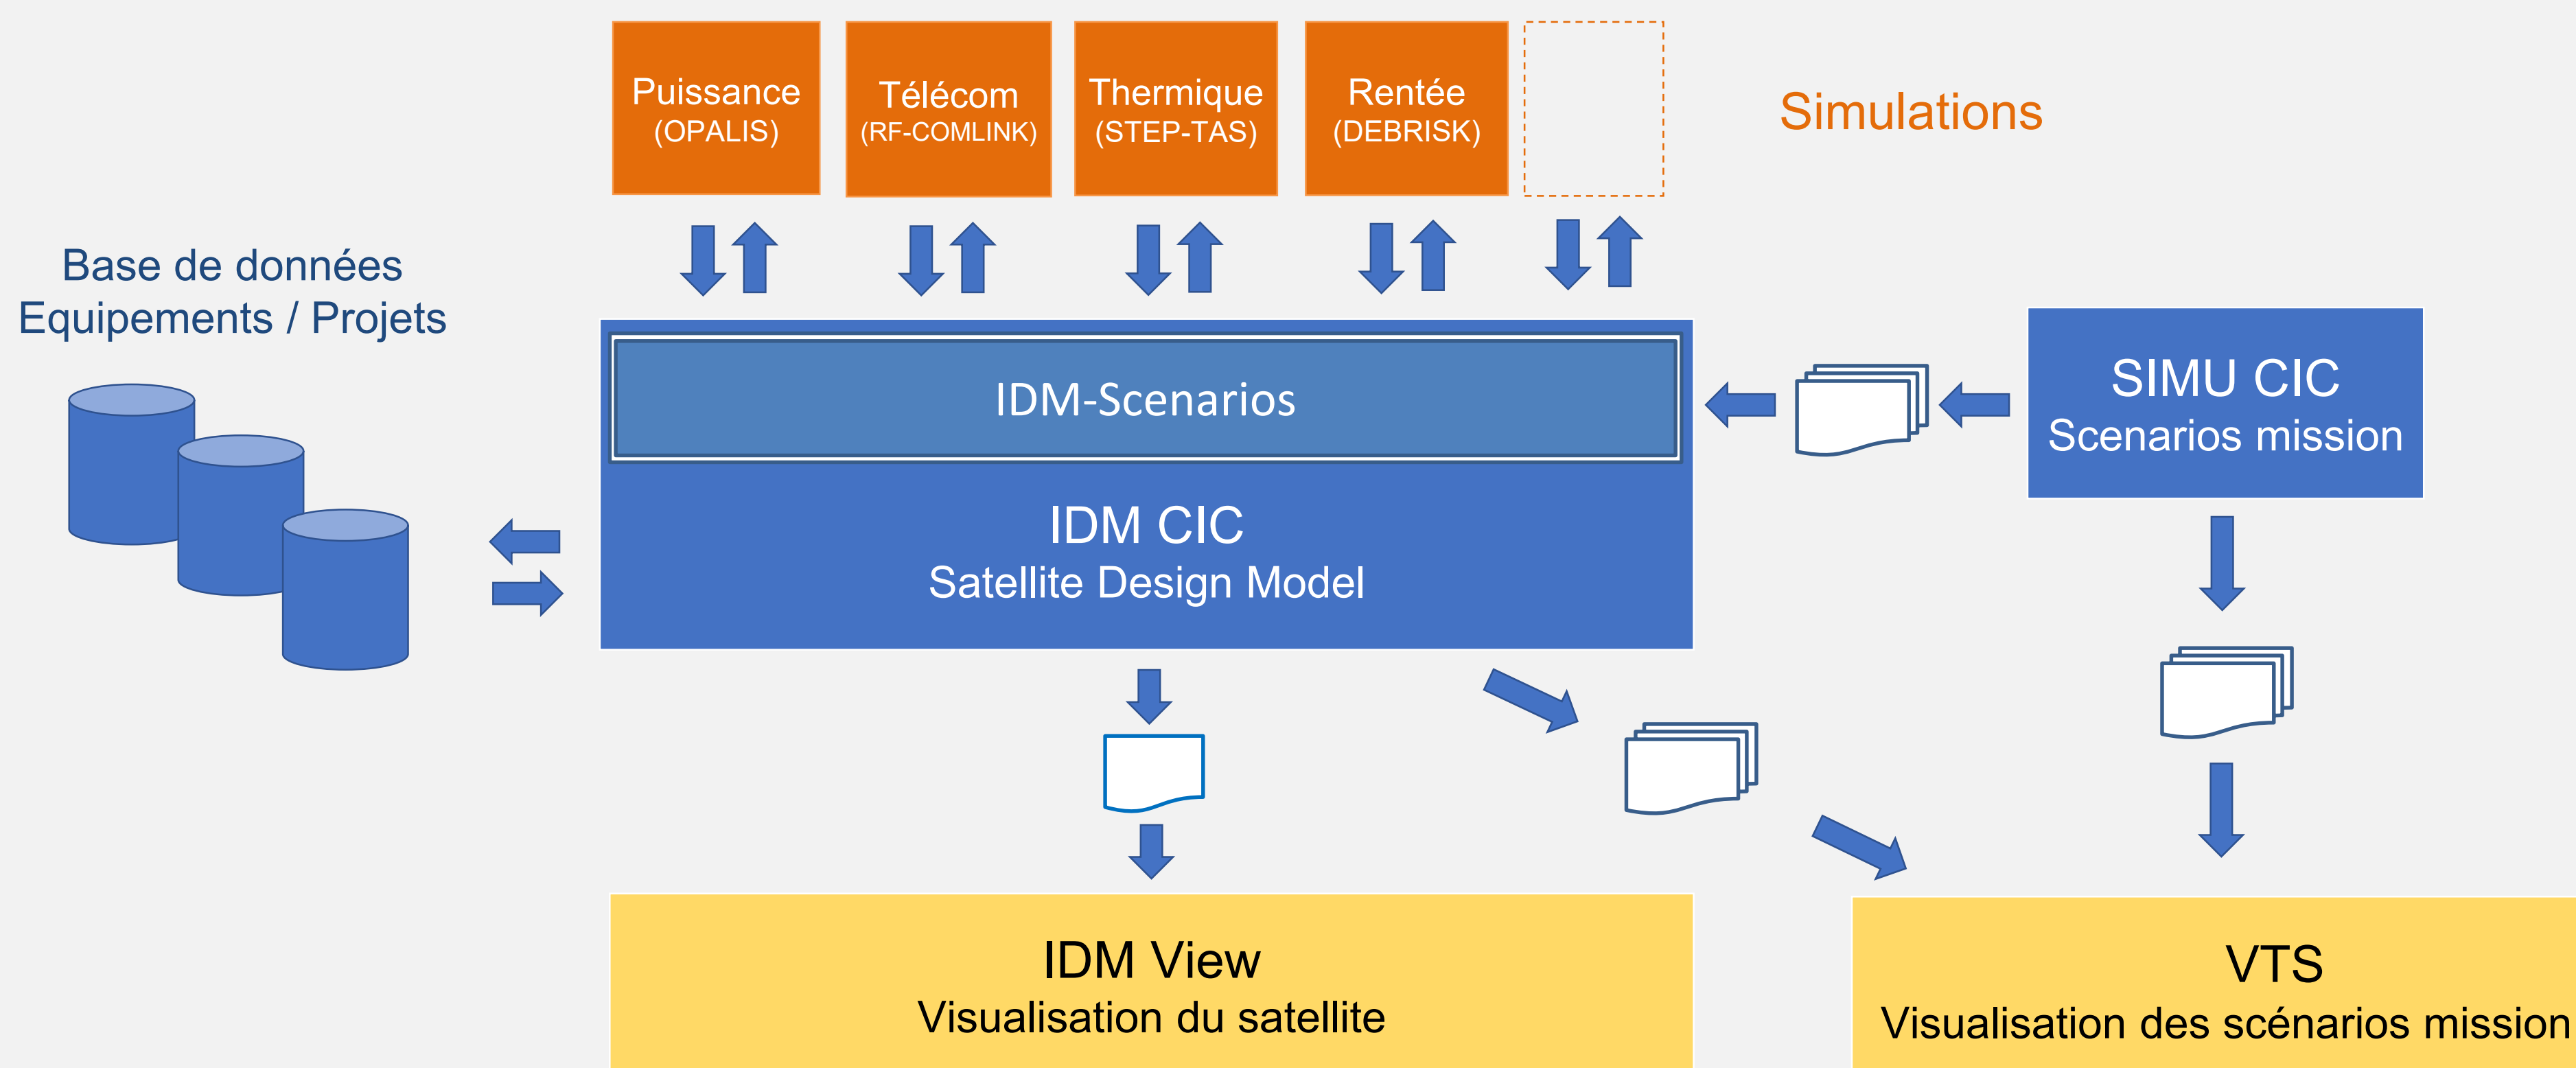 Puissance
(OPALIS)
Télécom
(RF-COMLINK)
Thermique
(STEP-TAS)
Rentée
(DEBRISK)
Simulations
Base de données
Equipements / Projets
IDM-Scenarios
IDM CIC
Satellite Design Model
SIMU CIC
Scenarios mission
IDM View
Visualisation du satellite
VTS
Visualisation des scénarios mission